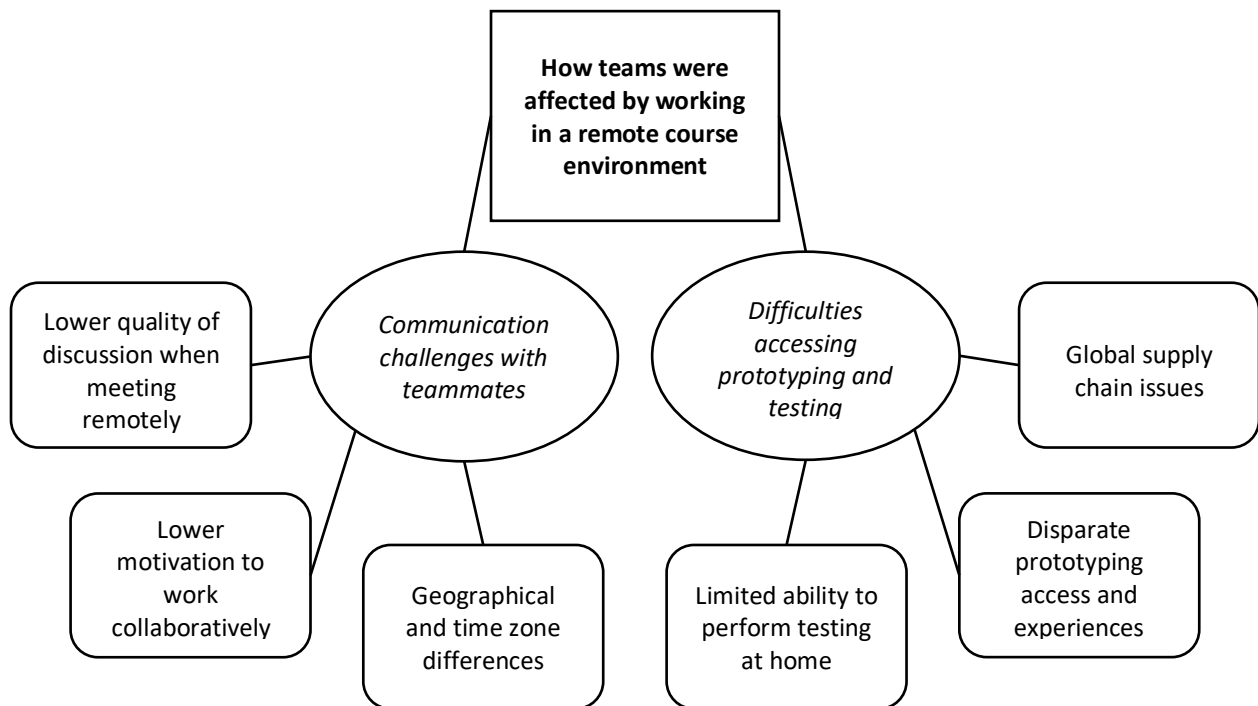 How teams were
affected by working
in a remote course
environment
Communication
challenges with
teammates
Difficulties
accessing
prototyping and
testing
Lower quality of
discussion when
meeting
remotely
Global supply
chain issues
Lower
motivation to
work
collaboratively
Geographical
and time zone
differences
Limited ability to
perform testing
at home
Disparate
prototyping
access and
experiences